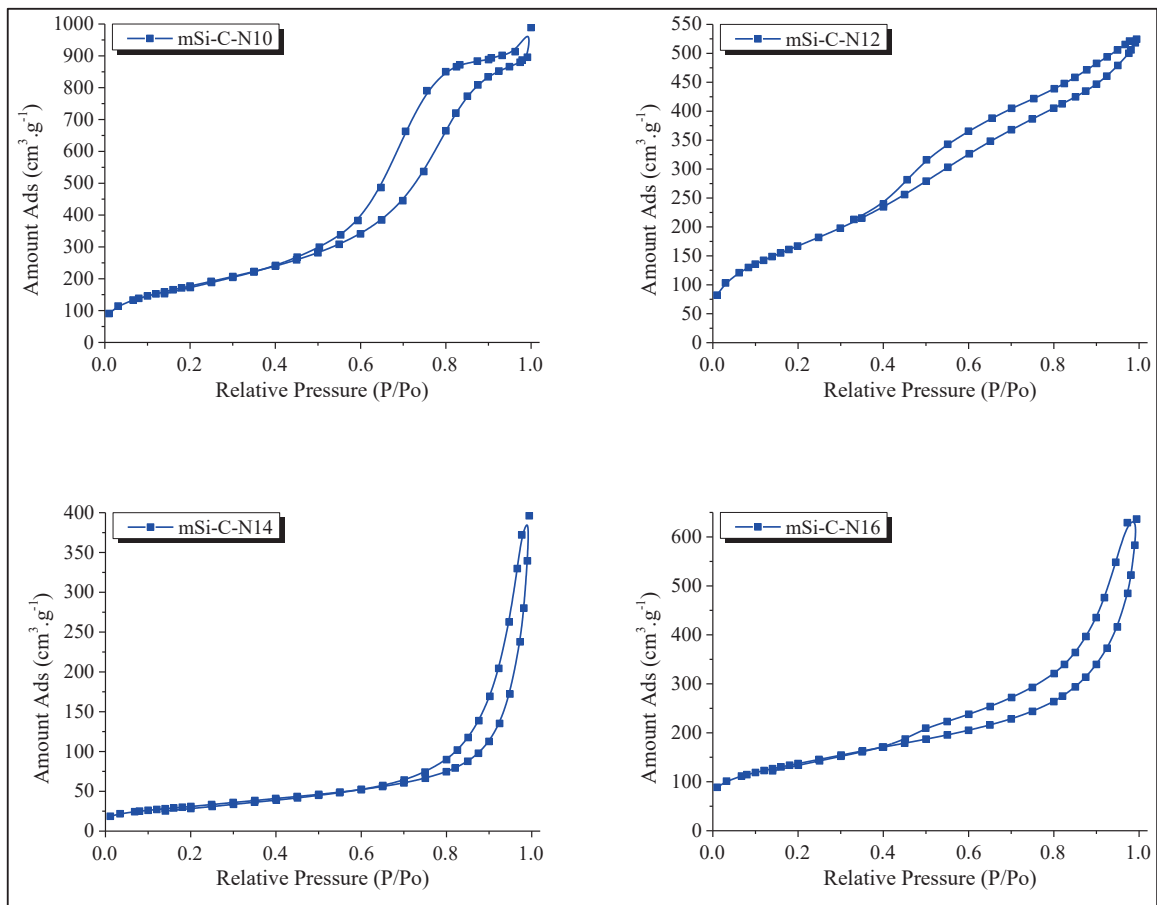 mSi-C-N10
Amount Ads (cm³.g⁻¹)
1000
900
800
700
600
500
400
300
200
100
0
0.0 0.2 0.4 0.6 0.8 1.0
Relative Pressure (P/Po)
mSi-C-N12
Amount Ads (cm³.g⁻¹)
550
500
450
400
350
300
250
200
150
100
50
0
0.0 0.2 0.4 0.6 0.8 1.0
Relative Pressure (P/Po)
mSi-C-N14
Amount Ads (cm³.g⁻¹)
400
350
300
250
200
150
100
50
0
0.0 0.2 0.4 0.6 0.8 1.0
Relative Pressure (P/Po)
mSi-C-N16
Amount Ads (cm³.g⁻¹)
600
500
400
300
200
100
0
0.0 0.2 0.4 0.6 0.8 1.0
Relative Pressure (P/Po)